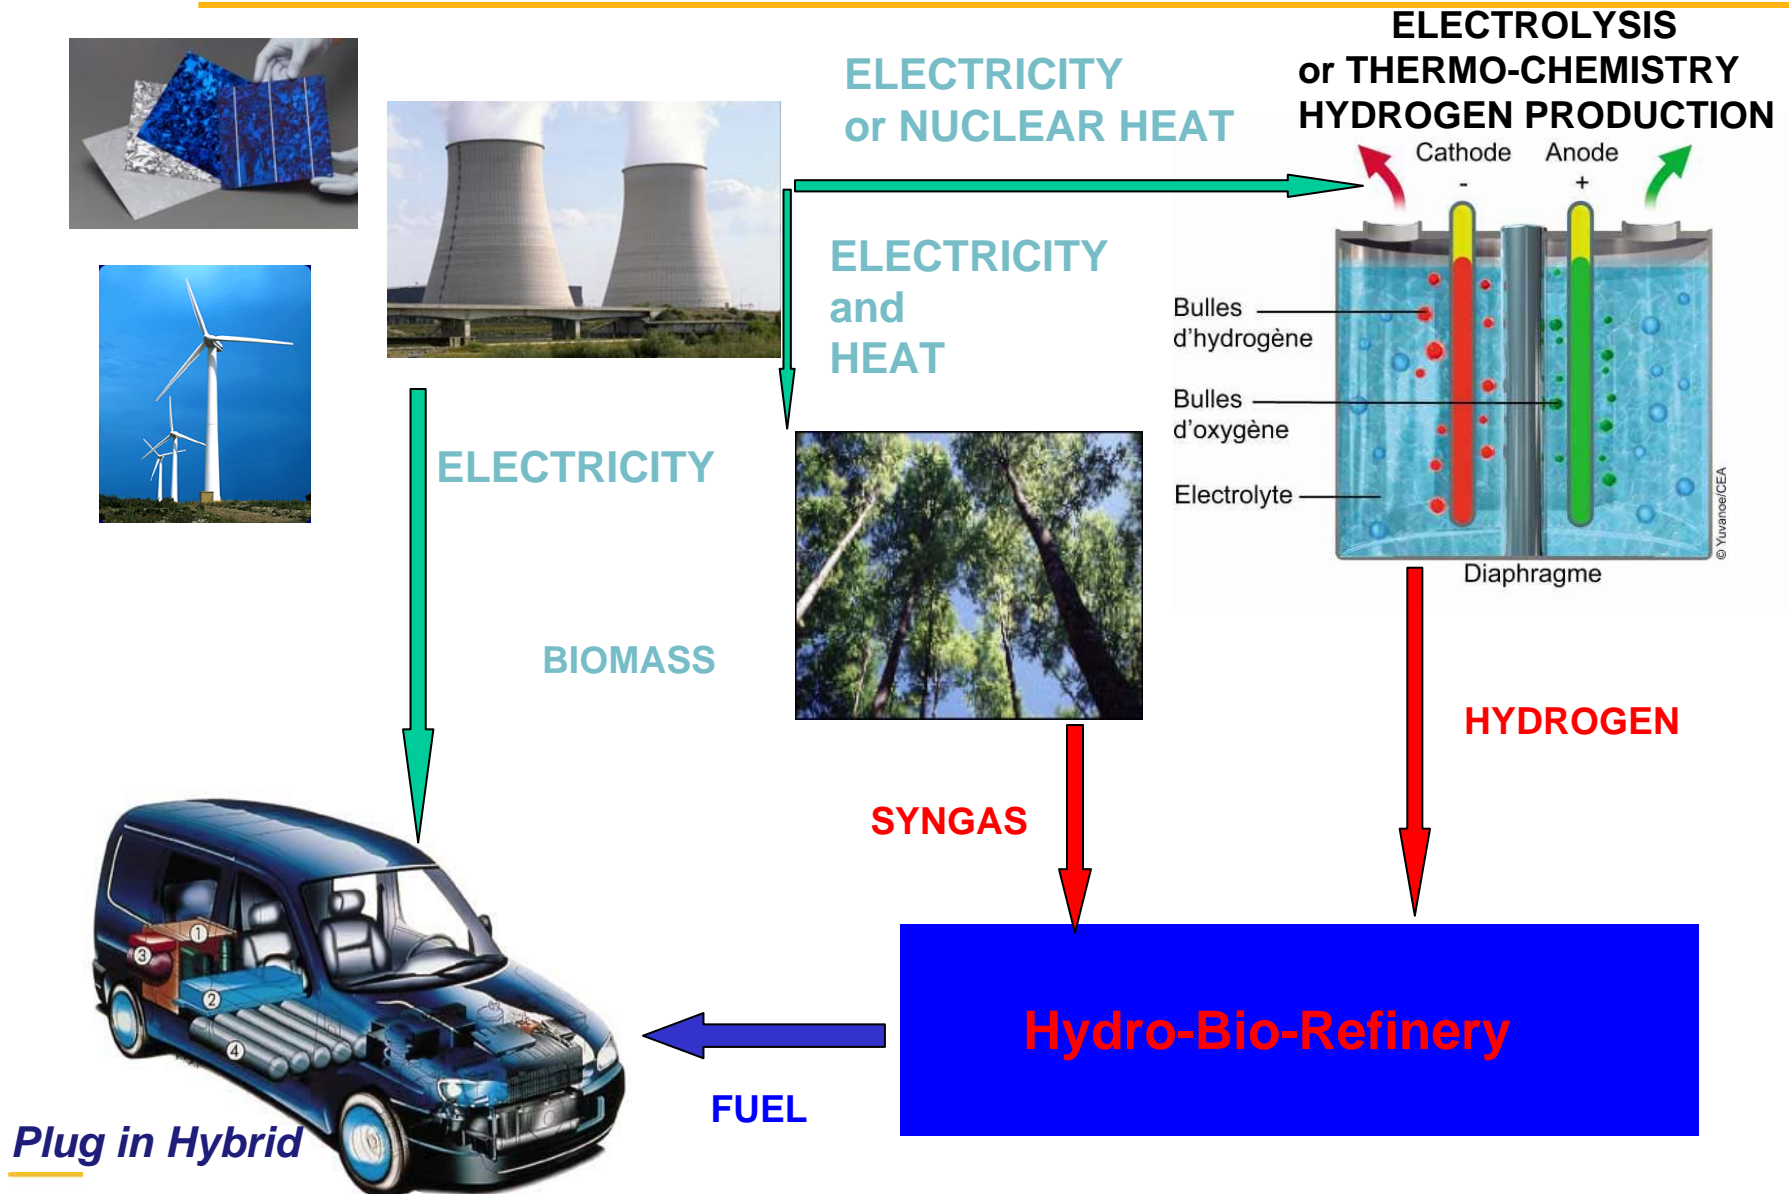 ELECTROLYSIS
or THERMO-CHEMISTRY
HYDROGEN PRODUCTION
ELECTRICITY
or NUCLEAR HEAT
Cathode Anode
- +
ELECTRICITY
and
HEAT
Bulles
d'hydrogène
Bulles
d'oxygène
Electrolyte
© Yuvanoe/CEA
Diaphragme
ELECTRICITY
BIOMASS
HYDROGEN
SYNGAS
1
3
2
4
Hydro-Bio-Refinery
FUEL
Plug in Hybrid